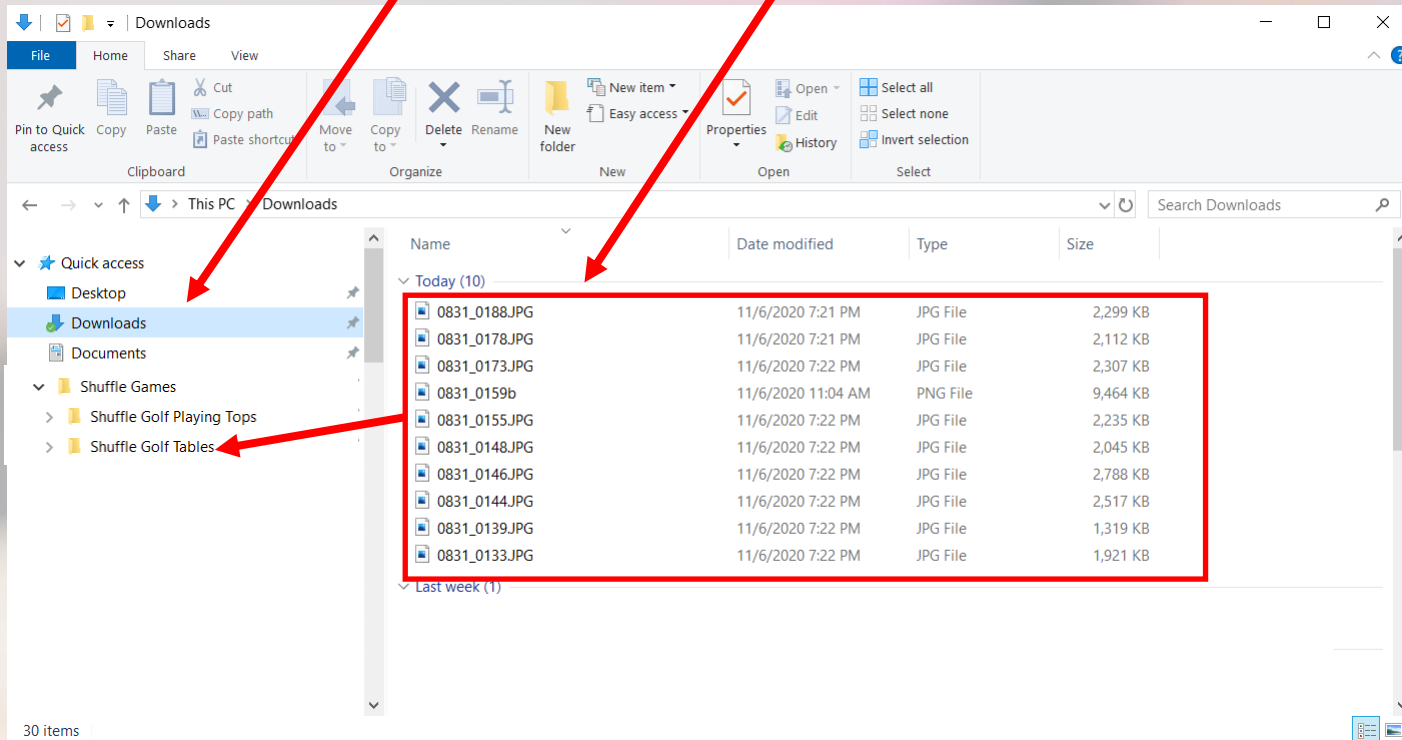 Downloads
File Home Share View
Pin to Quick access
Copy
Paste
Cut
Copy path
Paste shortcut
Clipboard
Move to
Copy to
Delete
Rename
Organize
New folder
New item
Easy access
New
Properties
Open
Edit
History
Open
Select all
Select none
Invert selection
Select
This PC > Downloads
Search Downloads
Quick access
Desktop
Downloads
Documents
Shuffle Games
Shuffle Golf Playing Tops
Shuffle Golf Tables
Name Date modified Type Size
Today (10)
0831_0188.JPG 11/6/2020 7:21 PM JPG File 2,299 KB
0831_0178.JPG 11/6/2020 7:21 PM JPG File 2,112 KB
0831_0173.JPG 11/6/2020 7:22 PM JPG File 2,307 KB
0831_0159b 11/6/2020 11:04 AM PNG File 9,464 KB
0831_0155.JPG 11/6/2020 7:22 PM JPG File 2,235 KB
0831_0148.JPG 11/6/2020 7:22 PM JPG File 2,045 KB
0831_0146.JPG 11/6/2020 7:22 PM JPG File 2,788 KB
0831_0144.JPG 11/6/2020 7:22 PM JPG File 2,517 KB
0831_0139.JPG 11/6/2020 7:22 PM JPG File 1,319 KB
0831_0133.JPG 11/6/2020 7:22 PM JPG File 1,921 KB
Last week (1)
30 items